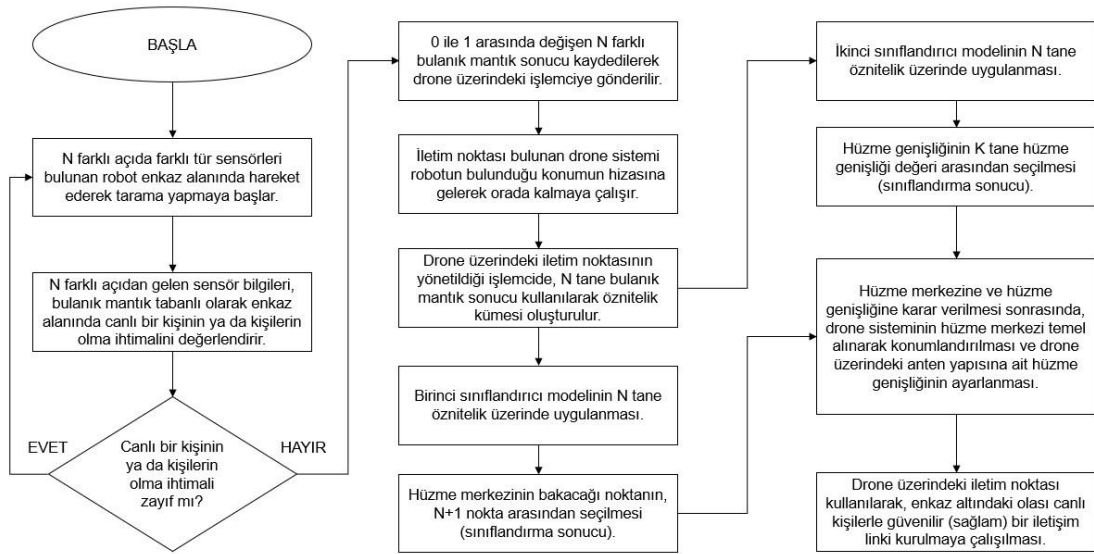 BAŞLA
N farklı açıda farklı tür sensörleri
bulunan robot enkaz alanında hareket
ederek tarama yapmaya başlar.
N farklı açıdan gelen sensör bilgileri,
bulanık mantık tabanlı olarak enkaz
alanında canlı bir kişinin ya da kişilerin
olma ihtimalini değerlendirir.
EVET
Canlı bir kişinin
ya da kişilerin
olma ihtimali
zayıf mı?
HAYIR
0 ile 1 arasında değişen N farklı
bulanık mantık sonucu kaydedilerek
drone üzerindeki işlemciye gönderilir.
İletim noktası bulunan drone sistemi
robotun bulunduğu konumun hizasına
gelerek orada kalmaya çalışır.
Drone üzerindeki iletim noktasının
yönetildiği işlemcide, N tane bulanık
mantık sonucu kullanılarak öznitelik
kümesi oluşturulur.
Birinci sınıflandırıcı modelinin N tane
öznitelik üzerinde uygulanması.
Hüzme merkezinin bakacağı noktanın,
N+1 nokta arasından seçilmesi
(sınıflandırma sonucu).
İkinci sınıflandırıcı modelinin N tane
öznitelik üzerinde uygulanması.
Hüzme genişliğinin K tane hüzme
genişliği değeri arasından seçilmesi
(sınıflandırma sonucu).
Hüzme merkezine ve hüzme
genişliğine karar verilmesi sonrasında,
drone sisteminin hüzme merkezi temel
alınarak konumlandırılması ve drone
üzerindeki anten yapısına ait hüzme
genişliğinin ayarlanması.
Drone üzerindeki iletim noktası
kullanılarak, enkaz altındaki olası canlı
kişilerle güvenilir (sağlam) bir iletişim
linki kurulmaya çalışılması.